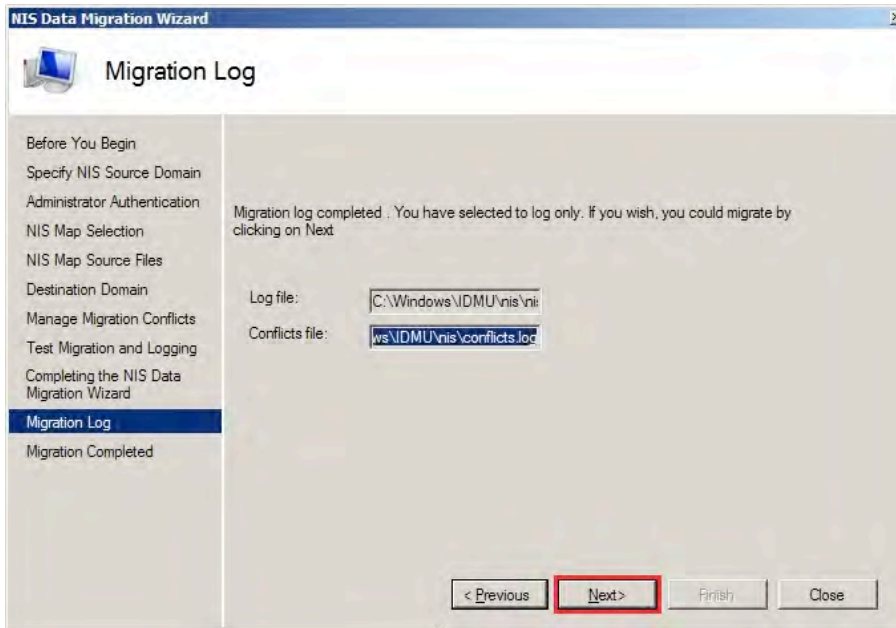 NIS Data Migration Wizard
Migration Log
Before You Begin
Specify NIS Source Domain
Administrator Authentication
NIS Map Selection
NIS Map Source Files
Destination Domain
Manage Migration Conflicts
Test Migration and Logging
Completing the NIS Data
Migration Wizard
Migration Log
Migration Completed
Migration log completed . You have selected to log only. If you wish, you could migrate by
clicking on Next
Log file:
C:\Windows\IDMU\nis\ni
Conflicts file:
ws\IDMU\nis\conflicts.log
< Previous
Next>
Finish
Close